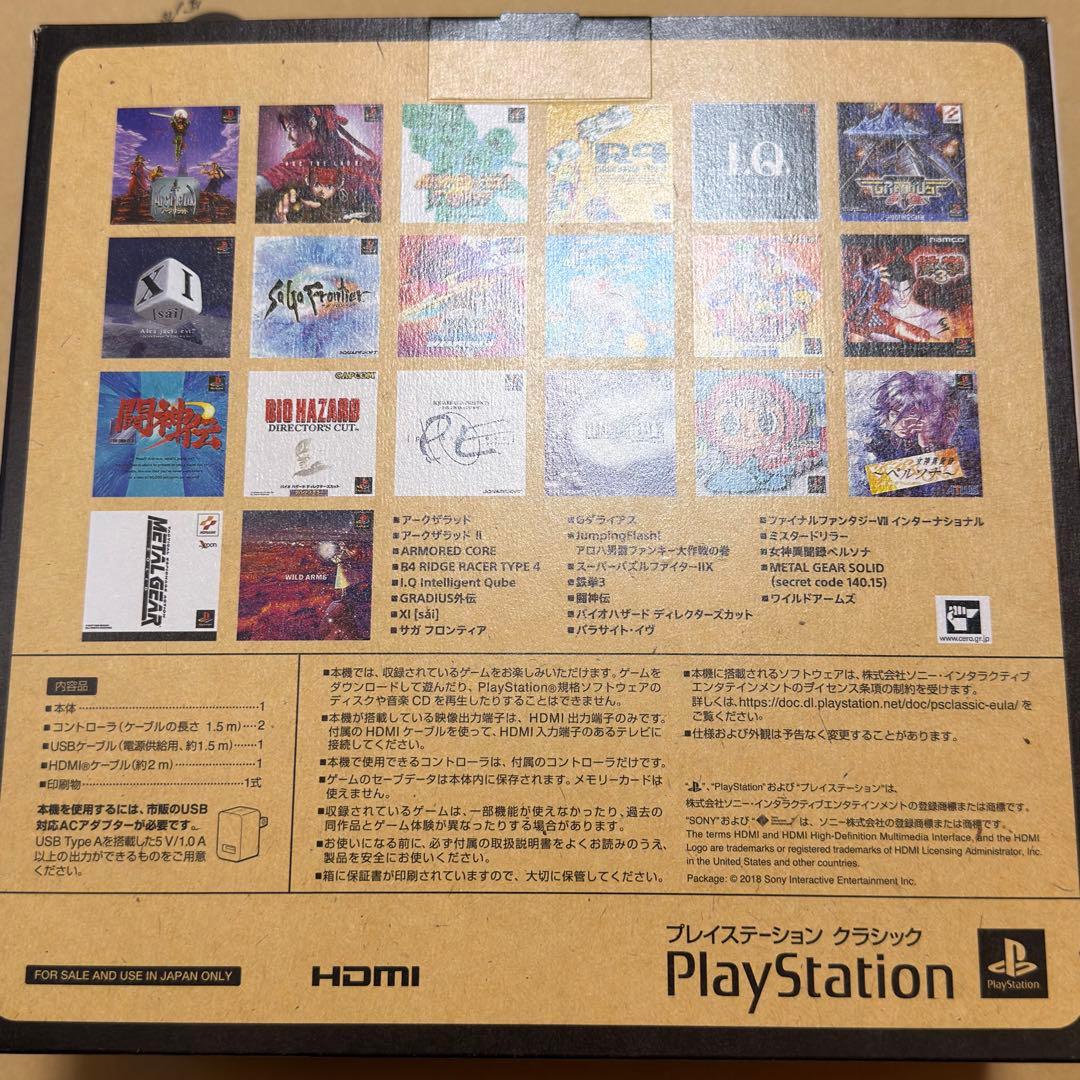 ARC THE LAD
I.Q
GRADIUS
XI
[sái]
Alea jacta est!
SaGa Frontier
SQUARESOFT
namco
闘神伝
CAPCOM
BIO HAZARD
DIRECTOR'S CUT
バイオ ハザード ディレクターズカット
KONAMI
METAL GEAR
WILD ARMS
アークザラッド
アークザラッド II
ARMORED CORE
R4 RIDGE RACER TYPE 4
I.Q Intelligent Qube
GRADIUS外伝
XI [sái]
サガ フロンティア
Gダライアス
JumpingFlash!
アロハ男爵ファンキー大作戦の巻
スーパーパズルファイターIIX
鉄拳3
闘神伝
バイオハザード ディレクターズカット
パラサイト・イヴ
ファイナルファンタジーVII インターナショナル
ミスタードリラー
女神異聞録ペルソナ
METAL GEAR SOLID
(secret code 140.15)
ワイルドアームズ
www.cero.gr.jp
内容品
■本体 1
■コントローラ(ケーブルの長さ 1.5m) 2
■USBケーブル(電源供給用、約1.5m) 1
■HDMI®ケーブル(約2m) 1
■印刷物 1式
本機を使用するには、市販のUSB
対応ACアダプターが必要です。
USB Type Aを搭載した5 V/1.0 A
以上の出力ができるものをご用意
ください。
■本機では、収録されているゲームをお楽しみいただけます。ゲームを
ダウンロードして遊んだり、PlayStation®規格ソフトウェアの
ディスクや音楽CDを再生したりすることはできません。
■本機が搭載している映像出力端子は、HDMI出力端子のみです。
付属のHDMIケーブルを使って、HDMI入力端子のあるテレビに
接続してください。
■本機で使用できるコントローラは、付属のコントローラだけです。
■ゲームのセーブデータは本体内に保存されます。メモリーカードは
使えません。
■収録されているゲームは、一部機能が使えなかったり、過去の
同作品とゲーム体験が異なったりする場合があります。
■お使いになる前に、必ず付属の取扱説明書をよくお読みのうえ、
製品を安全にお使いください。
■箱に保証書が印刷されていますので、大切に保管してください。
■本機に搭載されるソフトウェアは、株式会社ソニー・インタラクティブ
エンタテインメントのライセンス条項の制約を受けます。
詳しくは、https://doc.dl.playstation.net/doc/psclassic-eula/を
ご覧ください。
■仕様および外観は予告なく変更することがあります。
"、"PlayStation"および"プレイステーション"は、
株式会社ソニー・インタラクティブエンタテインメントの登録商標または商標です。
"SONY"および" "は、ソニー株式会社の登録商標または商標です。
The terms HDMI and HDMI High-Definition Multimedia Interface, and the HDMI
Logo are trademarks or registered trademarks of HDMI Licensing Administrator, Inc.
in the United States and other countries.
Package: © 2018 Sony Interactive Entertainment Inc.
FOR SALE AND USE IN JAPAN ONLY
HDMI
プレイステーション クラシック
PlayStation
PlayStation